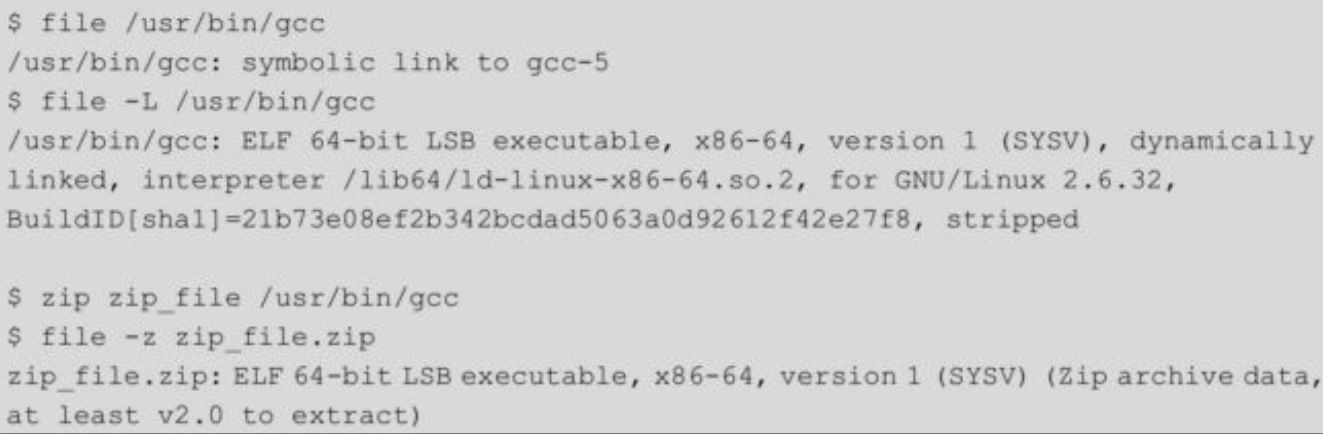 $ file /usr/bin/gcc
/usr/bin/gcc: symbolic link to gcc-5
$ file -L /usr/bin/gcc
/usr/bin/gcc: ELF 64-bit LSB executable, x86-64, version 1 (SYSV), dynamically
linked, interpreter /lib64/ld-linux-x86-64.so.2, for GNU/Linux 2.6.32,
BuildID[sha1]=21b73e08ef2b342bcdad5063a0d92612f42e27f8, stripped
$ zip zip_file /usr/bin/gcc
$ file -z zip_file.zip
zip_file.zip: ELF 64-bit LSB executable, x86-64, version 1 (SYSV) (Zip archive data,
at least v2.0 to extract)